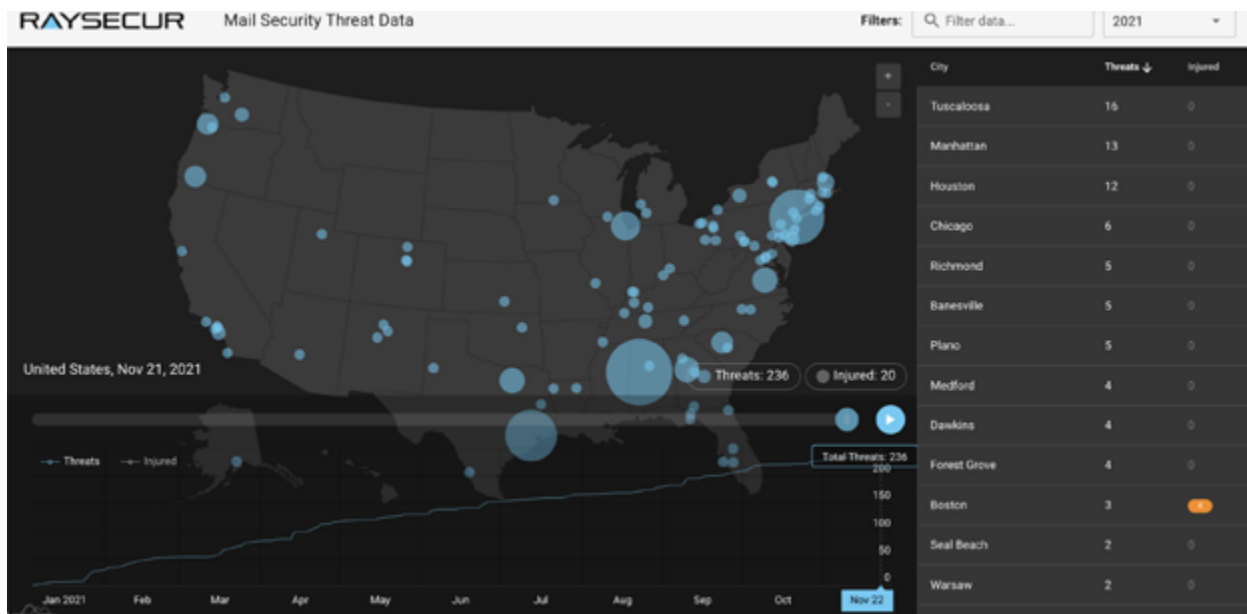 RAYSECUR
Mail Security Threat Data
Filters:
Filter data...
2021
+
-
City Threats Injured
Tuscaloosa 16 0
Manhattan 13 0
Houston 12 0
Chicago 6 0
Richmond 5 0
Banesville 5 0
Plano 5 0
Medford 4 0
Dawkins 4 0
Forest Grove 4 0
Boston 3
Seal Beach 2 0
Warsaw 2 0
United States, Nov 21, 2021
Threats: 236
Injured: 20
Threats
Injured
Total Threats: 236
200
150
100
50
0
Jan 2021 Feb Mar Apr May Jun Jul Aug Sep Oct Nov 22